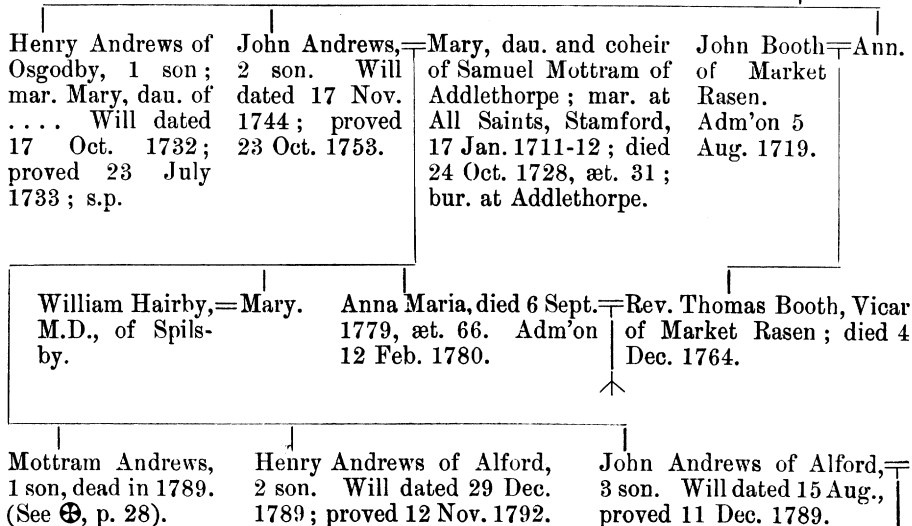 Henry Andrews of
Osgodby, 1 son ;
mar. Mary, dau. of
. . . . Will dated
17 Oct. 1732 ;
proved 23 July
1733 ; s.p.
John Andrews,=
2 son. Will
dated 17 Nov.
1744 ; proved
23 Oct. 1753.
Mary, dau. and coheir
of Samuel Mottram of
Addlethorpe ; mar. at
All Saints, Stamford,
17 Jan. 1711-12 ; died
24 Oct. 1728, æt. 31 ;
bur. at Addlethorpe.
John Booth=
of Market
Rasen.
Adm'on 5
Aug. 1719.
Ann.
William Hairby,=
M.D., of Spils-
by.
Mary.
Anna Maria, died 6 Sept.=
1779, æt. 66. Adm'on
12 Feb. 1780.
Rev. Thomas Booth, Vicar
of Market Rasen ; died 4
Dec. 1764.
Mottram Andrews,
1 son, dead in 1789.
(See ⊕, p. 28).
Henry Andrews of Alford,
2 son. Will dated 29 Dec.
1789 ; proved 12 Nov. 1792.
John Andrews of Alford,=
3 son. Will dated 15 Aug.,
proved 11 Dec. 1789.